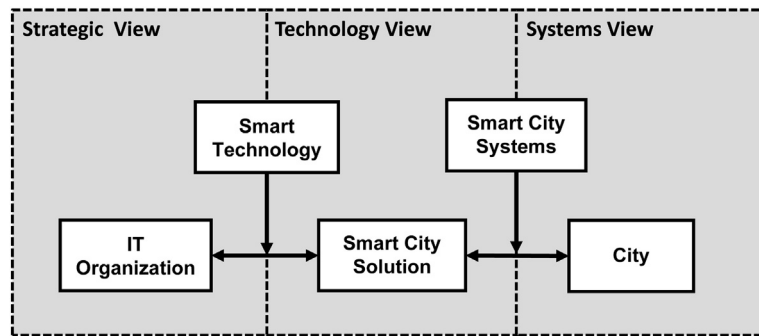 Strategic View
Technology View
Systems View
Smart
Technology
Smart City
Systems
IT
Organization
Smart City
Solution
City